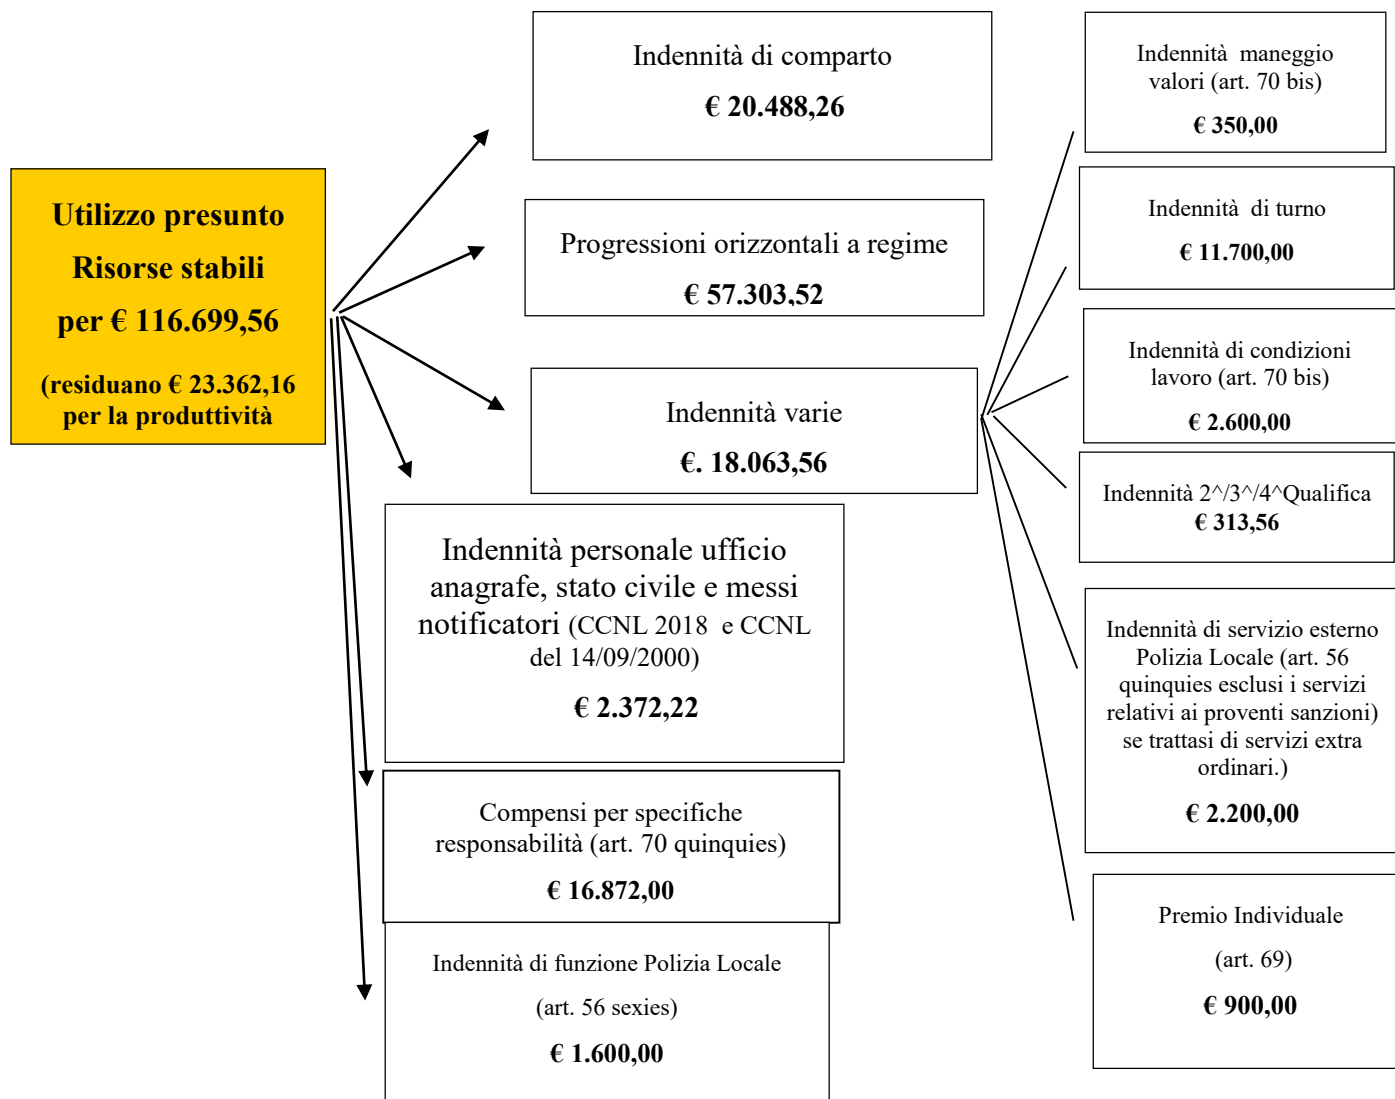 Utilizzo presunto
Risorse stabili
per € 116.699,56
(residuano € 23.362,16
per la produttività
Indennità di comparto
€ 20.488,26
Progressioni orizzontali a regime
€ 57.303,52
Indennità varie
€. 18.063,56
Indennità personale ufficio
anagrafe, stato civile e messi
notificatori (CCNL 2018 e CCNL
del 14/09/2000)
€ 2.372,22
Compensi per specifiche
responsabilità (art. 70 quinquies)
€ 16.872,00
Indennità di funzione Polizia Locale
(art. 56 sexies)
€ 1.600,00
Indennità maneggio
valori (art. 70 bis)
€ 350,00
Indennità di turno
€ 11.700,00
Indennità di condizioni
lavoro (art. 70 bis)
€ 2.600,00
Indennità 2^/3^/4^Qualifica
€ 313,56
Indennità di servizio esterno
Polizia Locale (art. 56
quinquies esclusi i servizi
relativi ai proventi sanzioni)
se trattasi di servizi extra
ordinari.)
€ 2.200,00
Premio Individuale
(art. 69)
€ 900,00